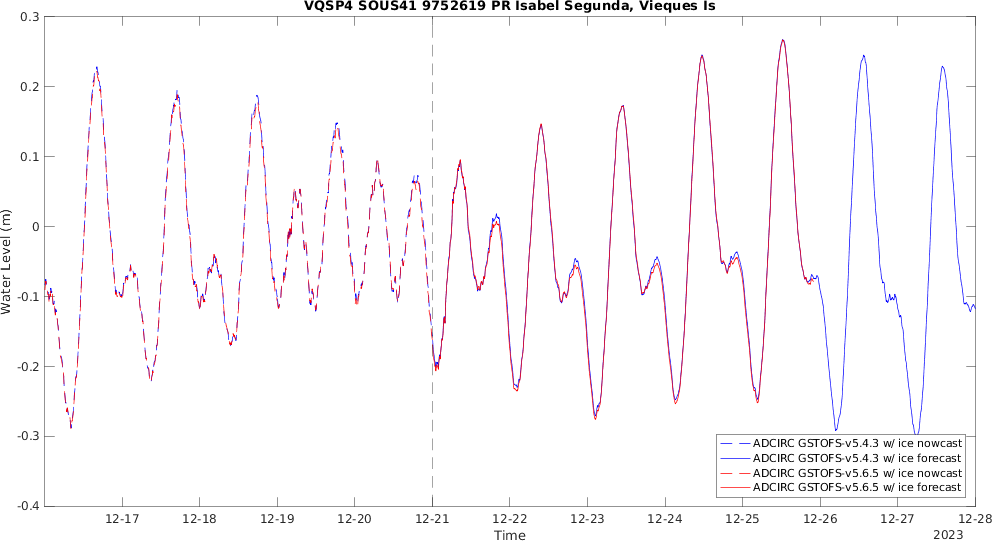 VQSP4 SOUS41 9752619 PR Isabel Segunda, Vieques Is
0.3
0.2
0.1
0
-0.1
-0.2
-0.3
-0.4
Water Level (m)
ADCIRC GSTOFS-v5.4.3 w/ ice nowcast
ADCIRC GSTOFS-v5.4.3 w/ ice forecast
ADCIRC GSTOFS-v5.6.5 w/ ice nowcast
ADCIRC GSTOFS-v5.6.5 w/ ice forecast
12-17 12-18 12-19 12-20 12-21 12-22 12-23 12-24 12-25 12-26 12-27 12-28
Time
2023